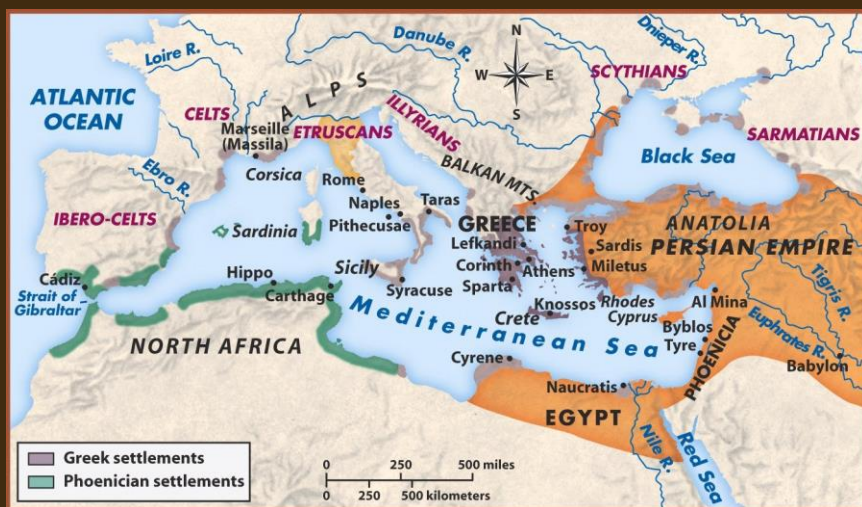 N
W E
S
Loire R.
Danube R.
Dnieper R.
SCYTHIANS
ATLANTIC
OCEAN
ALPS
CELTS
Marseille
(Massila)
ETRUSCANS
ILLYRIANS
SARMATIANS
Black Sea
Ebro R.
Corsica
BALKAN MTS.
Rome
IBERO-CELTS
Naples
Taras
Sardinia
Pithecusae
GREECE
Troy
ANATOLIA
PERSIAN EMPIRE
Lefkandi
Sardis
Cádiz
Strait of
Gibraltar
Hippo
Sicily
Corinth
Athens
Miletus
Tigris R.
Carthage
Syracuse
Sparta
Knossos
Rhodes
Al Mina
Crete
Cyprus
Mediterranean Sea
Byblos
Euphrates R.
NORTH AFRICA
Cyrene
Tyre
PHOENICIA
Babylon
Naucratis
EGYPT
Nile R.
Red Sea
Greek settlements
Phoenician settlements
0 250 500 miles
0 250 500 kilometers